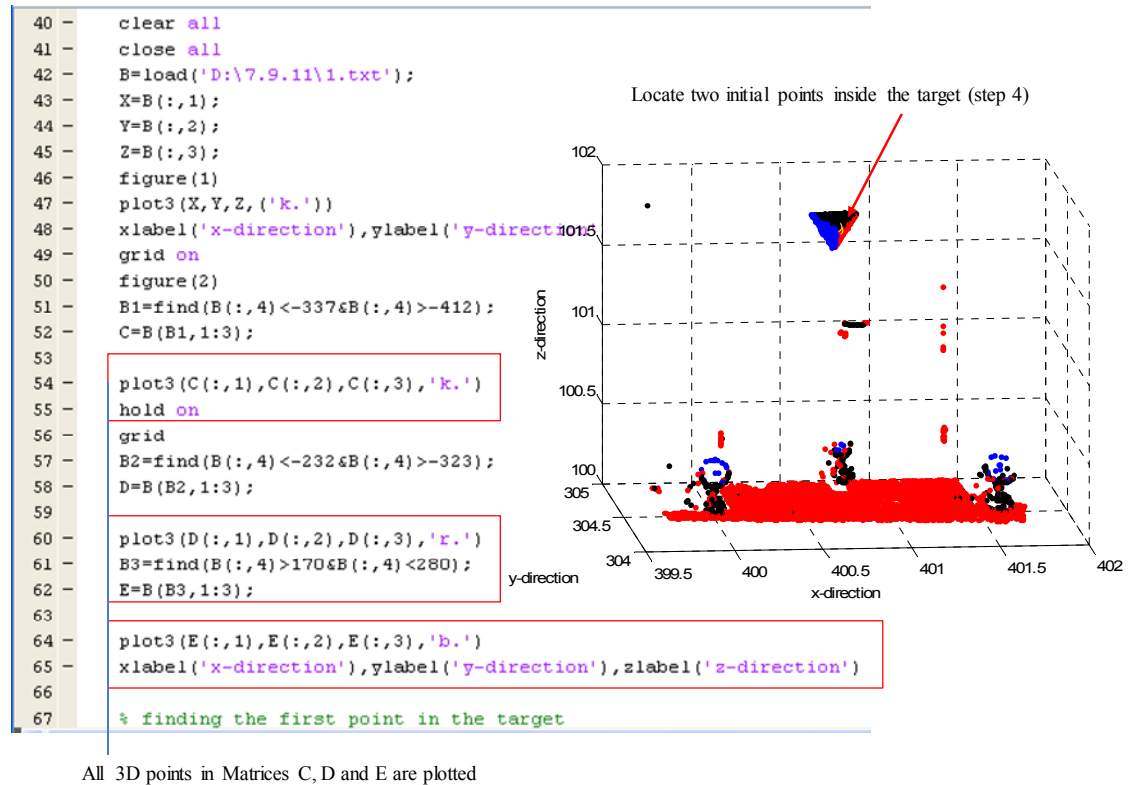 40 - clear all
41 - close all
42 - B=load('D:\7.9.11\1.txt');
43 - X=B(:,1);
44 - Y=B(:,2);
45 - Z=B(:,3);
46 - figure(1)
47 - plot3(X,Y,Z,('k.'))
48 - xlabel('x-direction'),ylabel('y-direction
49 - grid on
50 - figure(2)
51 - B1=find(B(:,4)<-337&B(:,4)>-412);
52 - C=B(B1,1:3);
53
54 - plot3(C(:,1),C(:,2),C(:,3),'k.')
55 - hold on
56 - grid
57 - B2=find(B(:,4)<-232&B(:,4)>-323);
58 - D=B(B2,1:3);
59
60 - plot3(D(:,1),D(:,2),D(:,3),'r.')
61 - B3=find(B(:,4)>170&B(:,4)<280);
62 - E=B(B3,1:3);
63
64 - plot3(E(:,1),E(:,2),E(:,3),'b.')
65 - xlabel('x-direction'),ylabel('y-direction'),zlabel('z-direction')
66
67 % finding the first point in the target
Locate two initial points inside the target (step 4)
102
101.5
101
100.5
100
z-direction
305
304.5
304
y-direction
399.5
400
400.5
401
401.5
402
x-direction
All 3D points in Matrices C, D and E are plotted